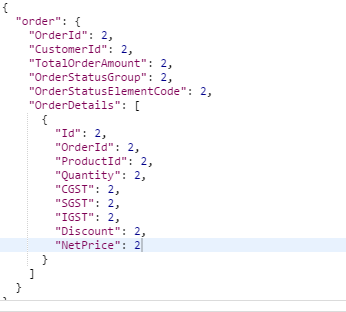 {
"order": {
"OrderId": 2,
"CustomerId": 2,
"TotalOrderAmount": 2,
"OrderStatusGroup": 2,
"OrderStatusElementCode": 2,
"OrderDetails": [
{
"Id": 2,
"OrderId": 2,
"ProductId": 2,
"Quantity": 2,
"CGST": 2,
"SGST": 2,
"IGST": 2,
"Discount": 2,
"NetPrice": 2
}
]
}
}